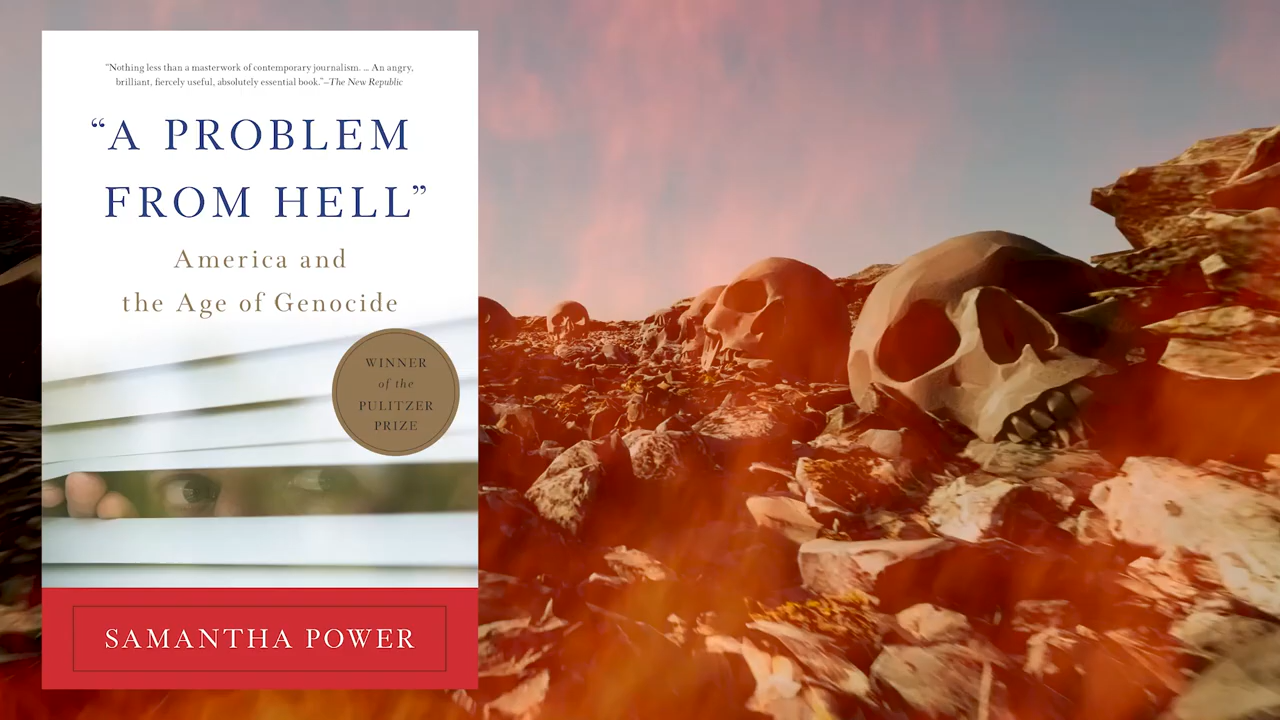 "Nothing less than a masterwork of contemporary journalism. ... An angry,
brilliant, fiercely useful, absolutely essential book."–The New Republic
“A PROBLEM
FROM HELL”
America and
the Age of Genocide
WINNER
of the
PULITZER
PRIZE
SAMANTHA POWER